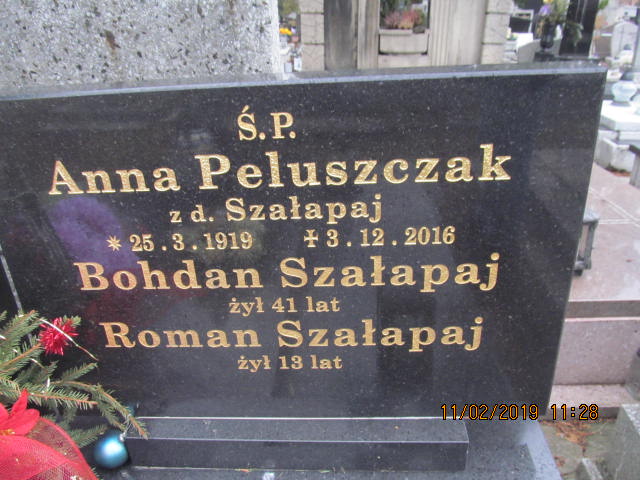 Ś.P.
Anna Peluszczak
z d. Szałapaj
* 25.3.1919 ✝ 3.12.2016
Bohdan Szałapaj
żył 41 lat
Roman Szałapaj
żył 13 lat
11/02/2019 11:28